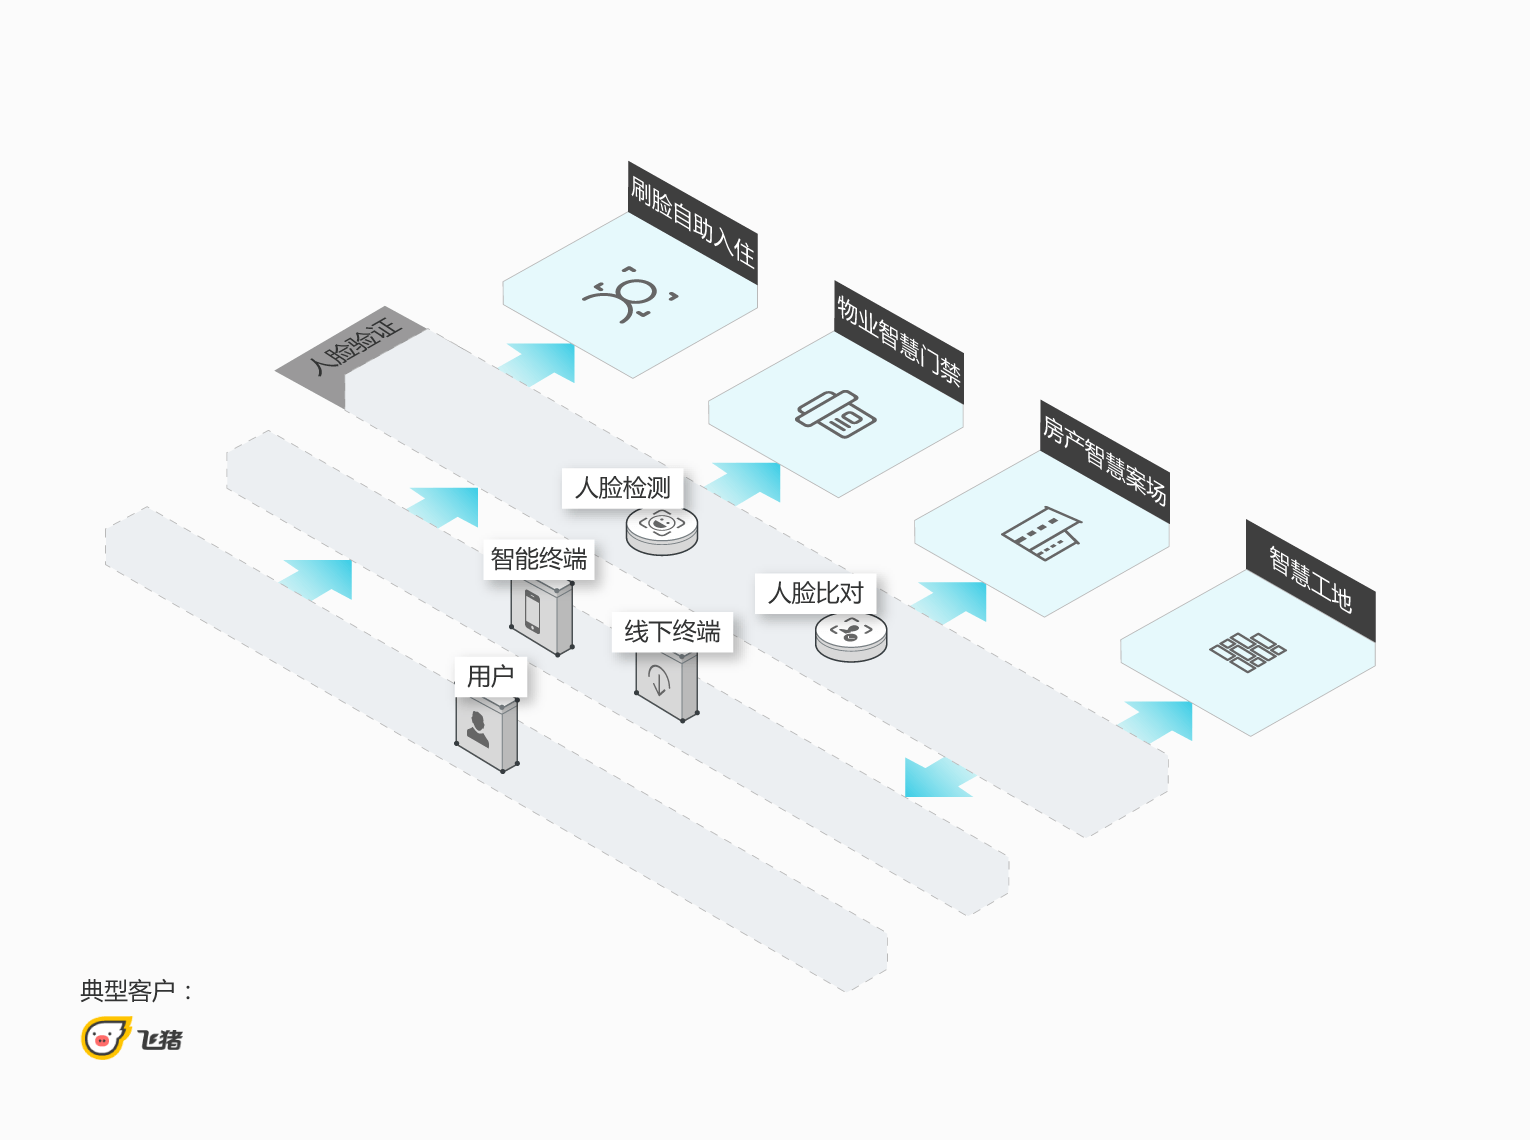 刷脸自助入住
物业智慧门禁
房产智慧案场
智慧工地
人脸验证
人脸检测
人脸比对
智能终端
线下终端
用户
典型客户：
飞猪